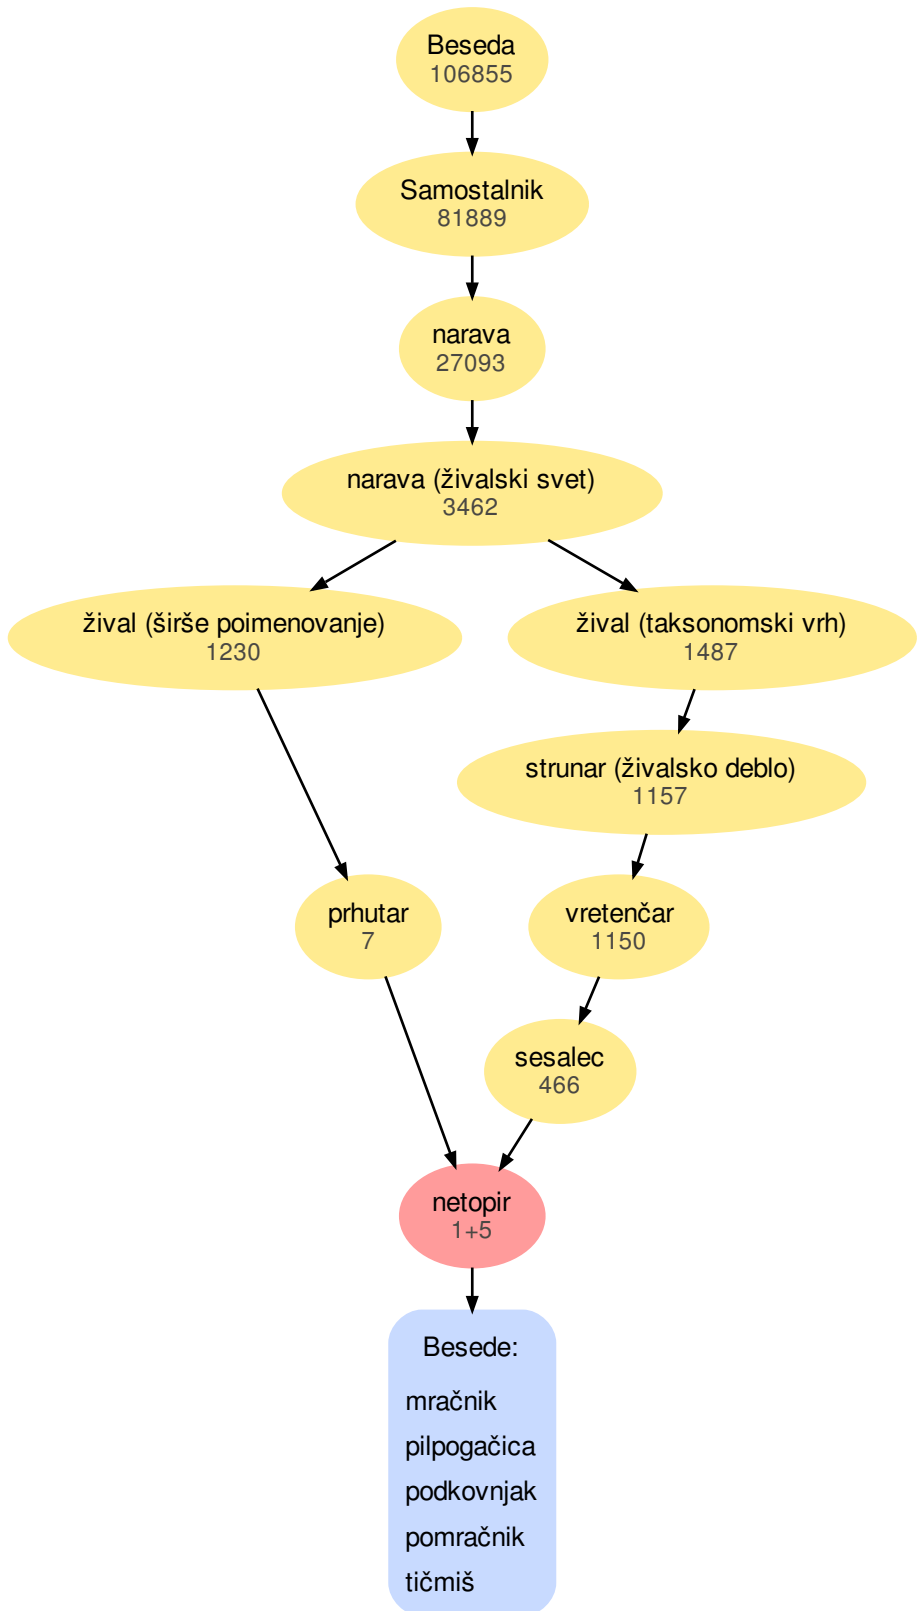 Beseda
106855
Samostalnik
81889
narava
27093
narava (živalski svet)
3462
žival (širše poimenovanje)
1230
žival (taksonomski vrh)
1487
strunar (živalsko deblo)
1157
prhutar
7
vretenčar
1150
sesalec
466
netopir
1+5
Besede:
mračnik
pilpogačica
podkovnjak
pomračnik
tičmiš